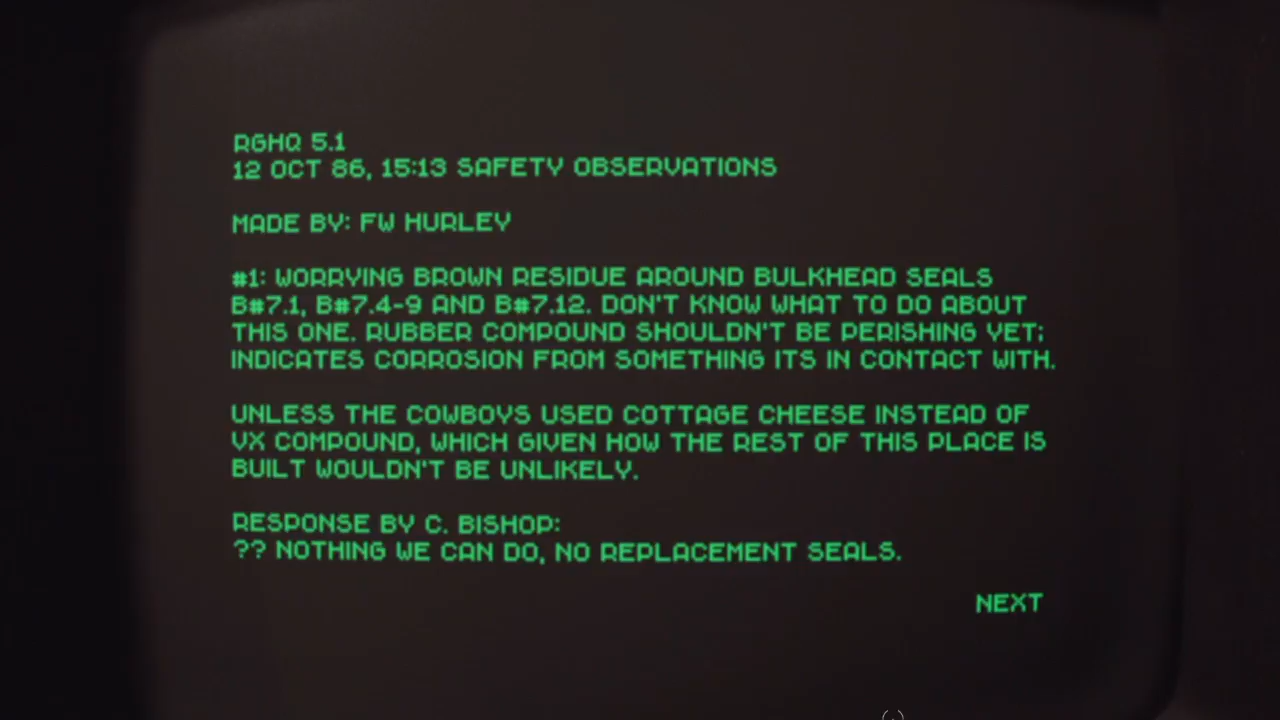 RGHQ 5.1
12 OCT 86, 15:13 SAFETY OBSERVATIONS
MADE BY: FW HURLEY
#1: WORRYING BROWN RESIDUE AROUND BULKHEAD SEALS
B#7.1, B#7.4-9 AND B#7.12. DON'T KNOW WHAT TO DO ABOUT
THIS ONE. RUBBER COMPOUND SHOULDN'T BE PERISHING YET;
INDICATES CORROSION FROM SOMETHING ITS IN CONTACT WITH.
UNLESS THE COWBOYS USED COTTAGE CHEESE INSTEAD OF
VX COMPOUND, WHICH GIVEN HOW THE REST OF THIS PLACE IS
BUILT WOULDN'T BE UNLIKELY.
RESPONSE BY C. BISHOP:
?? NOTHING WE CAN DO, NO REPLACEMENT SEALS.
NEXT